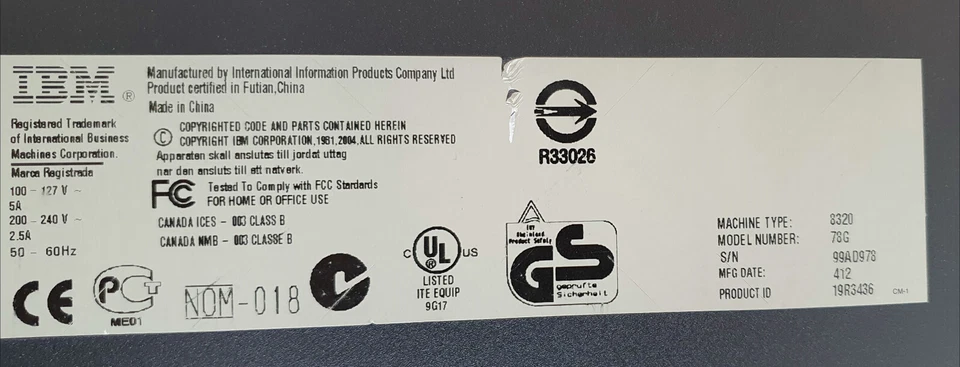 IBM ®
Registered Trademark
of International Business
Machines Corporation.
Marca Registrada
100 - 127 V ~
5A
200 - 240 V ~
2.5A
50 - 60Hz
Manufactured by International Information Products Company Ltd
Product certified in Futian,China
Made in China
© COPYRIGHTED CODE AND PARTS CONTAINED HEREIN
COPYRIGHT IBM CORPORATION,1981,2004,ALL RIGHTS RESERVED
Apparaten skall anslutas till jordat uttag
nar den ansluts till ett natverk.
FC Tested To Comply with FCC Standards
FOR HOME OR OFFICE USE
CANADA ICES - 003 CLASS B
CANADA NMB - 003 CLASSE B
CE
PCT
ME01
NOM-018
C UL ® US
LISTED
ITE EQUIP
9G17
TUV
Rheinland
Product Safety
GS
geprufte
Sicherheit
R33026
MACHINE TYPE: 8320
MODEL NUMBER: 78G
S/N 99AD978
MFG DATE: 412
PRODUCT ID 19R3436
CM-1